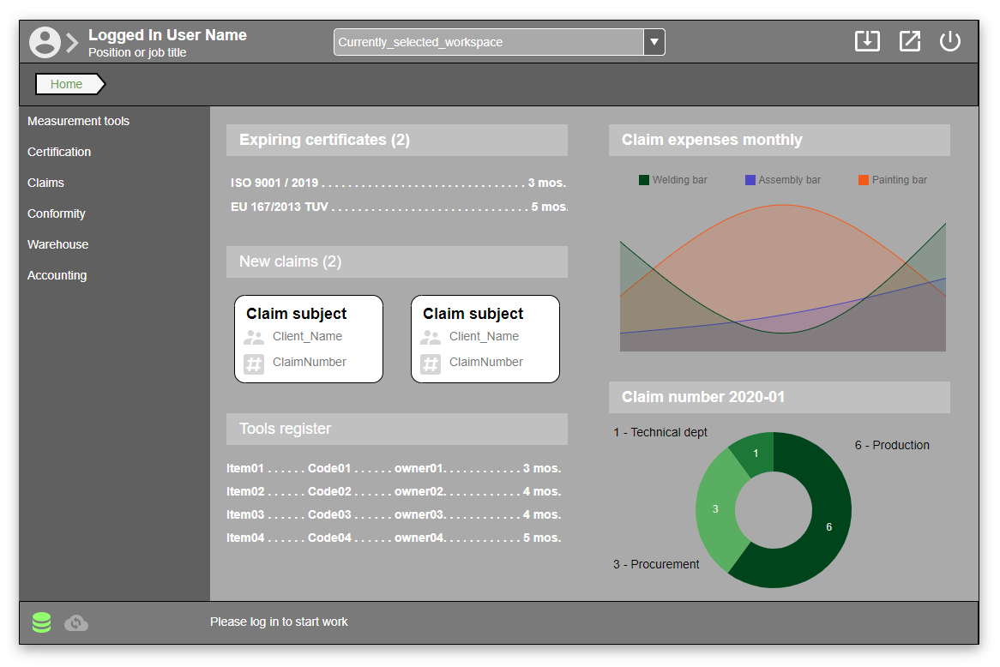 Logged In User Name
Position or job title
Currently_selected_workspace
Home
Measurement tools
Certification
Claims
Conformity
Warehouse
Accounting
Expiring certificates (2)
ISO 9001 / 2019 . . . . . . . . . . . . . . . . . . . . . . . . . . . . . . . 3 mos.
EU 167/2013 TUV . . . . . . . . . . . . . . . . . . . . . . . . . . . . . . 5 mos.
New claims (2)
Claim subject
Client_Name
ClaimNumber
Claim subject
Client_Name
ClaimNumber
Tools register
Item01 . . . . . . Code01 . . . . . . owner01. . . . . . . . . . . . 3 mos.
Item02 . . . . . . Code02 . . . . . . owner02. . . . . . . . . . . . 4 mos.
Item03 . . . . . . Code03 . . . . . . owner03. . . . . . . . . . . . 4 mos.
Item04 . . . . . . Code04 . . . . . . owner04. . . . . . . . . . . . 5 mos.
Claim expenses monthly
Welding bar Assembly bar Painting bar
Claim number 2020-01
1 - Technical dept
6 - Production
1
3
6
3 - Procurement
Please log in to start work